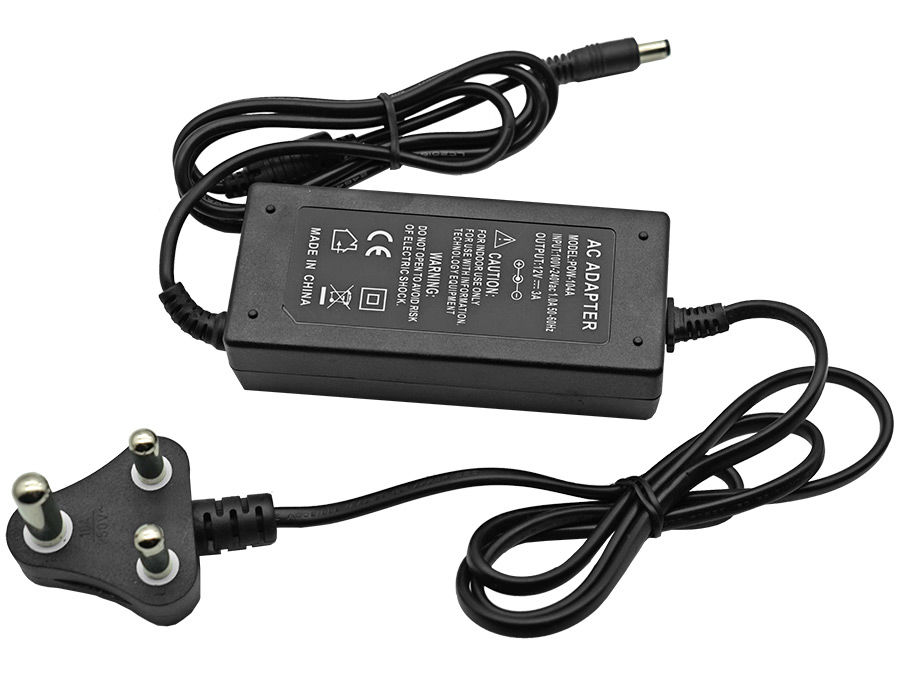 AC ADAPTER
MODEL:POW-1044A
INPUT:100V-240Vac 1.0A 50-60Hz
OUTPUT:12V⎓3A
CAUTION:
FOR INDOOR USE ONLY.
FOR USE WITH INFORMATION.
TECHNOLOGY EQUIPMENT
WARNING:
DO NOT OPEN TO AVOID RISK
OF ELECTRIC SHOCK.
CE
MADE IN CHINA